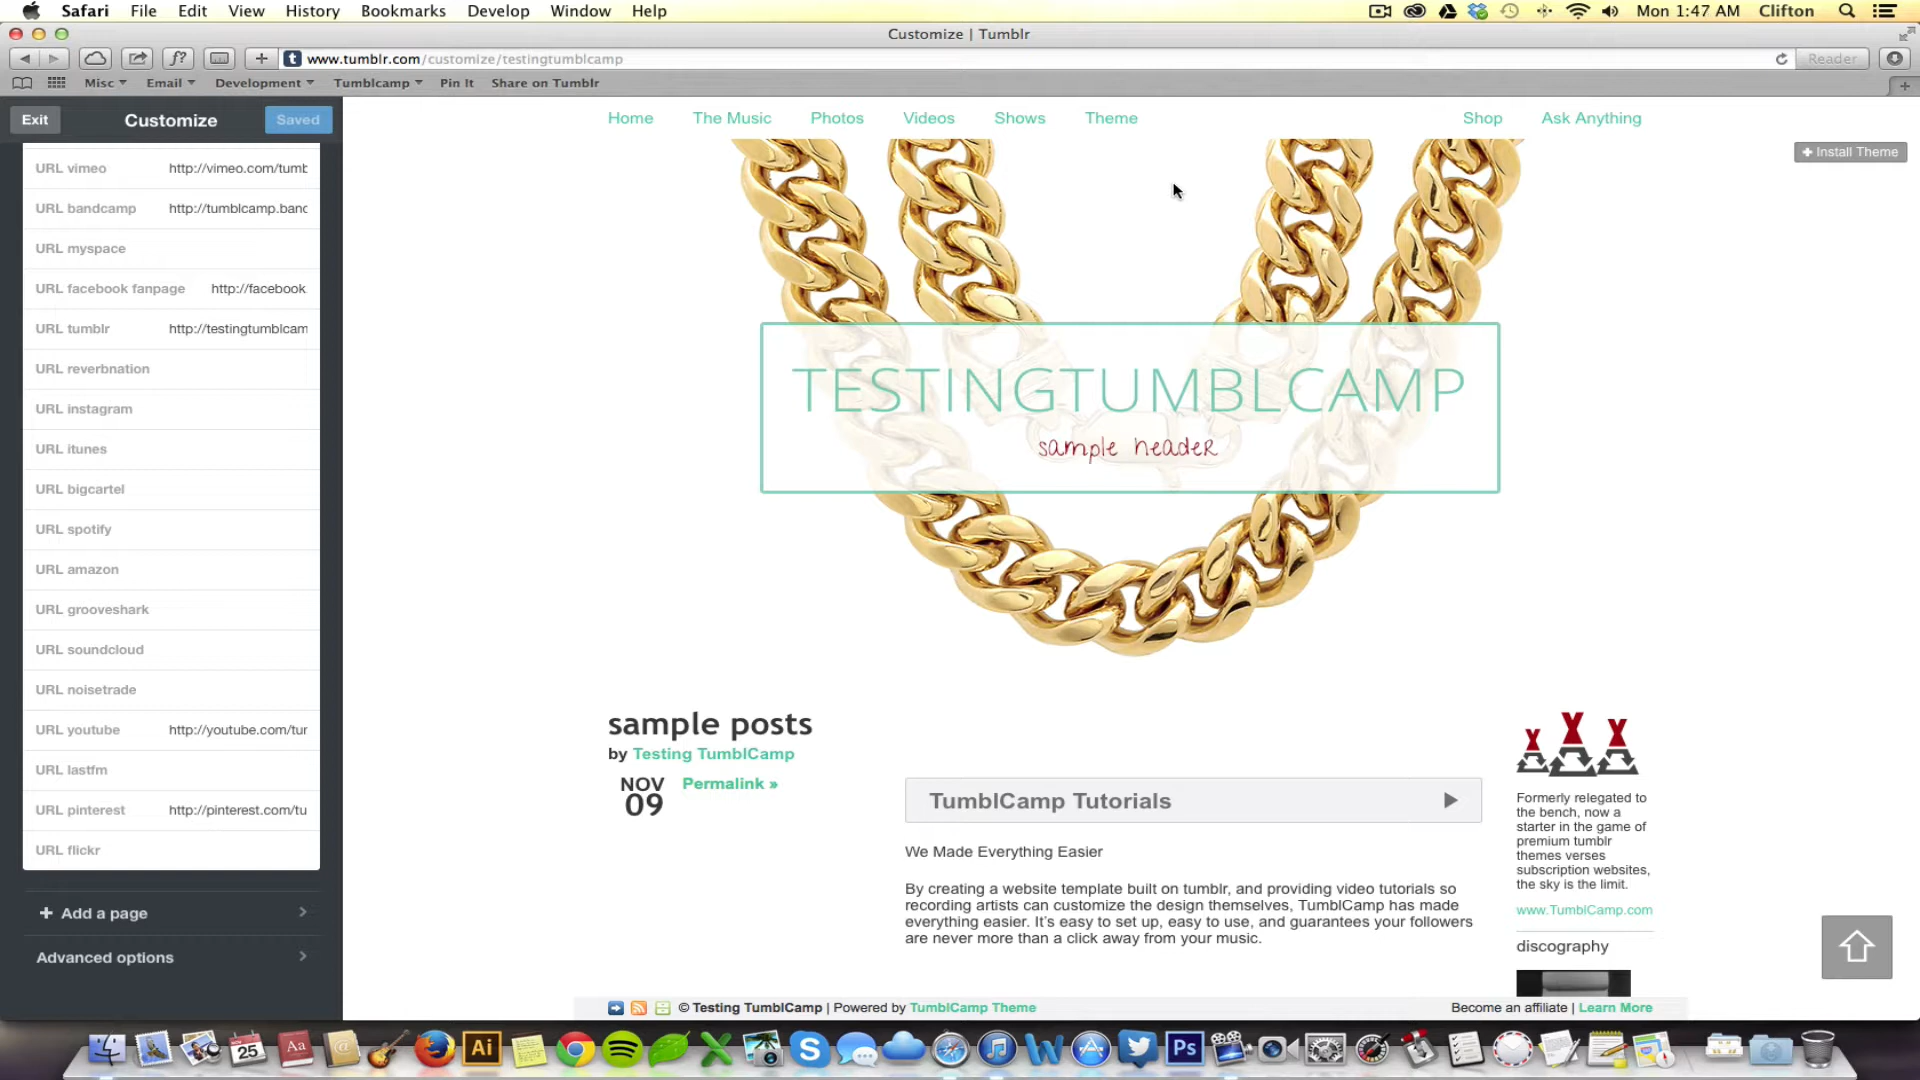 Safari File Edit View History Bookmarks Develop Window Help Mon 1:47 AM Clifton
Customize | Tumblr
www.tumblr.com/customize/testingtumblcamp Reader
Misc Email Development Tumblcamp Pin It Share on Tumblr
Exit Customize Saved
URL vimeo http://vimeo.com/tumb
URL bandcamp http://tumblcamp.banc
URL myspace
URL facebook fanpage http://facebook
URL tumblr http://testingtumblcam
URL reverbnation
URL instagram
URL itunes
URL bigcartel
URL spotify
URL amazon
URL grooveshark
URL soundcloud
URL noisetrade
URL youtube http://youtube.com/tur
URL lastfm
URL pinterest http://pinterest.com/tu
URL flickr
+ Add a page
Advanced options
Home The Music Photos Videos Shows Theme Shop Ask Anything
+ Install Theme
TESTINGTUMBLCAMP
sample header
sample posts
by Testing TumblCamp
NOV Permalink »
09
TumblCamp Tutorials
We Made Everything Easier
By creating a website template built on tumblr, and providing video tutorials so
recording artists can customize the design themselves, TumblCamp has made
everything easier. It's easy to set up, easy to use, and guarantees your followers
are never more than a click away from your music.
Formerly relegated to
the bench, now a
starter in the game of
premium tumblr
themes verses
subscription websites,
the sky is the limit.
www.TumblCamp.com
discography
© Testing TumblCamp | Powered by TumblCamp Theme
Become an affiliate | Learn More
25 Aa Ai Ps